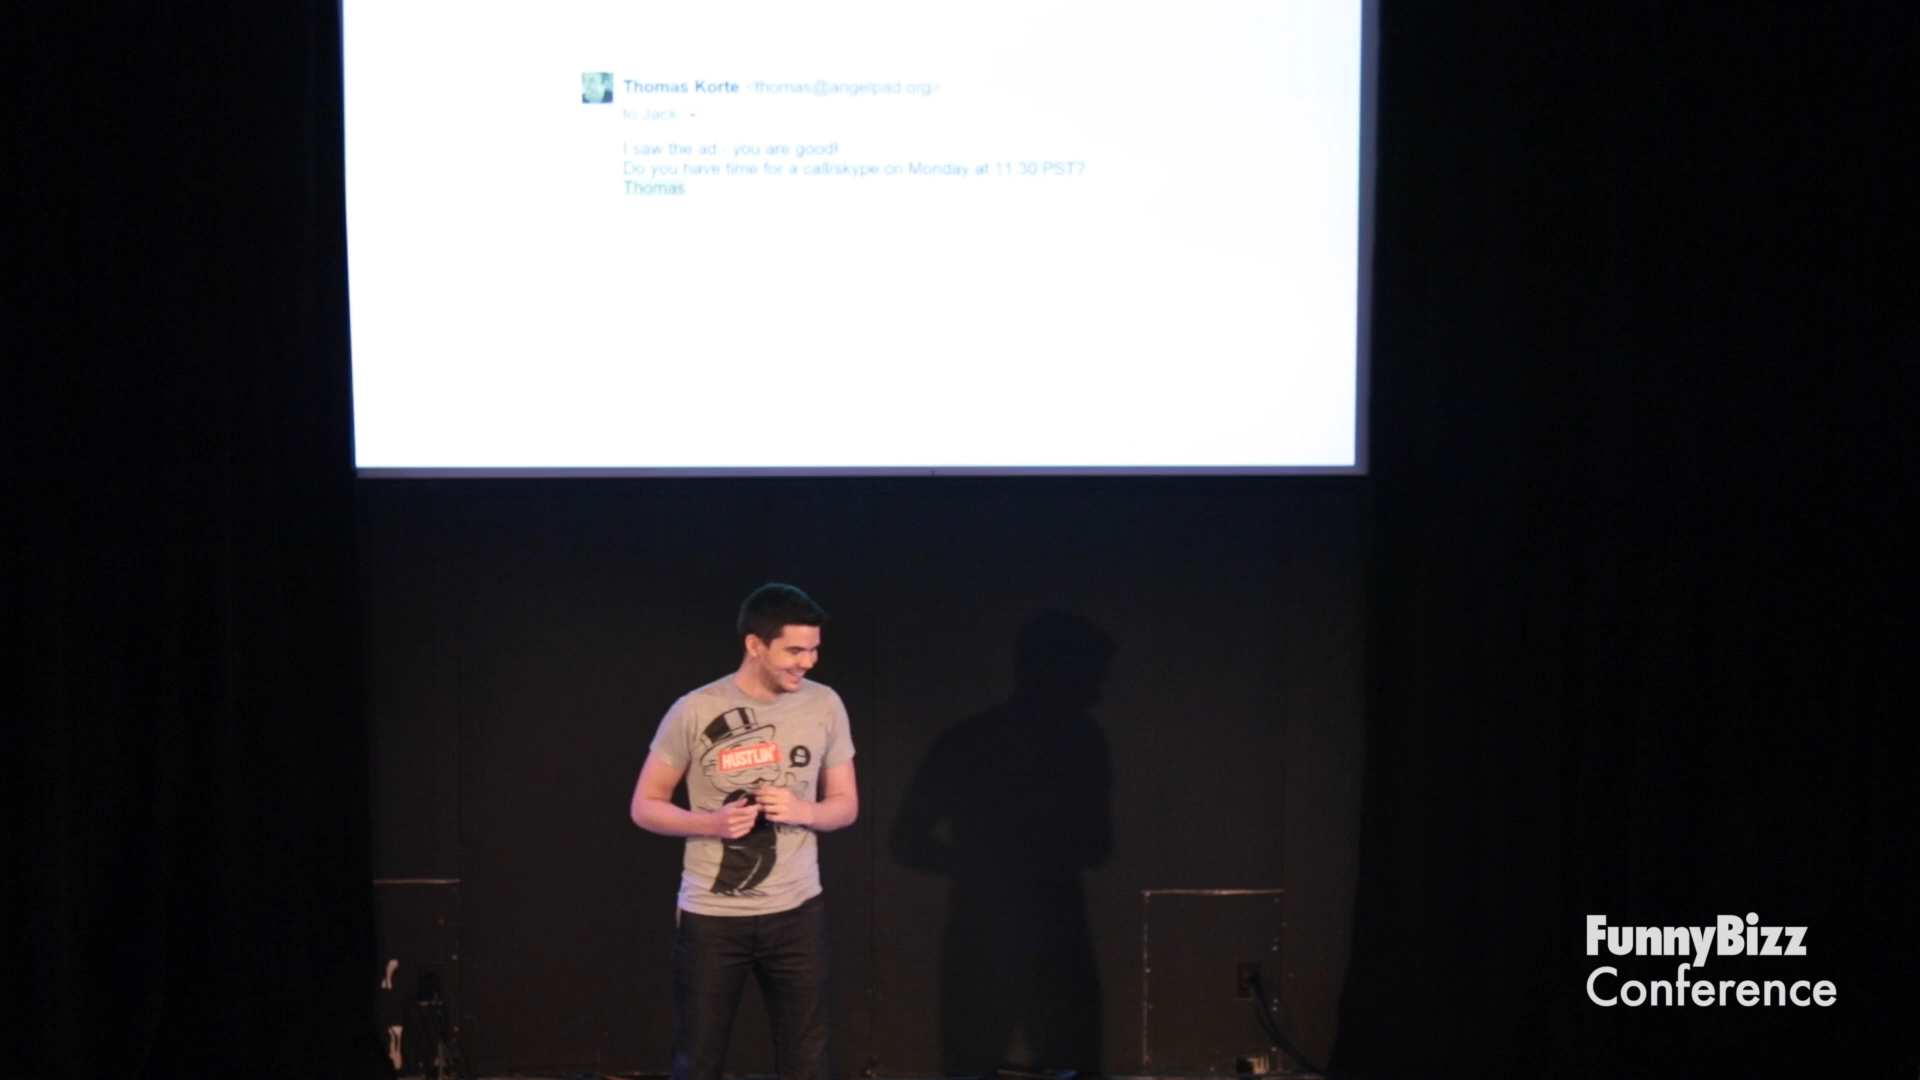 Thomas Korte <thomas@angelpad.org>
to Jack
I saw the ad - you are good!
Do you have time for a call/skype on Monday at 11:30 PST?
Thomas
HUSTLIN'
FunnyBizz
Conference